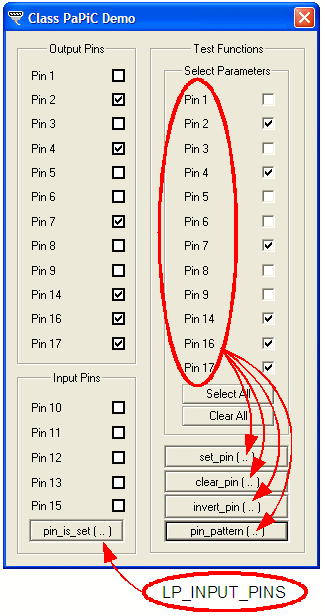 Class PaPiC Demo
Output Pins
Pin 1
Pin 2
Pin 3
Pin 4
Pin 5
Pin 6
Pin 7
Pin 8
Pin 9
Pin 14
Pin 16
Pin 17
Input Pins
Pin 10
Pin 11
Pin 12
Pin 13
Pin 15
pin_is_set ( .. )
Test Functions
Select Parameters
Pin 1
Pin 2
Pin 3
Pin 4
Pin 5
Pin 6
Pin 7
Pin 8
Pin 9
Pin 14
Pin 16
Pin 17
Select All
Clear All
set_pin ( .. )
clear_pin ( .. )
invert_pin ( .. )
pin_pattern ( .. )
LP_INPUT_PINS